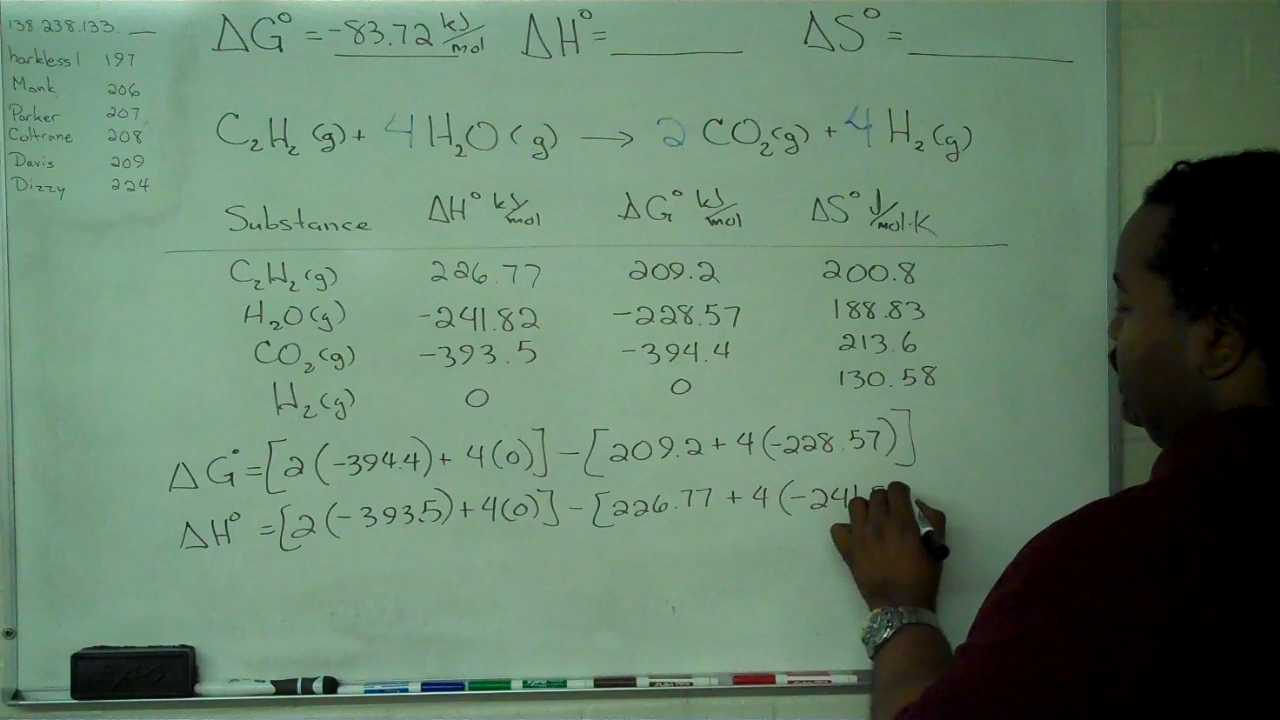 138.238.133. __
harkless1 197
Monk 206
Parker 207
Coltrane 208
Davis 209
Dizzy 224
ΔG° = -83.72 kJ/mol ΔH° = ______ ΔS° = ______
C₂H₂(g) + 4 H₂O(g) → 2 CO₂(g) + 4 H₂(g)
Substance ΔH° kJ/mol ΔG° kJ/mol ΔS° J/mol·K
C₂H₂(g) 226.77 209.2 200.8
H₂O(g) -241.82 -228.57 188.83
CO₂(g) -393.5 -394.4 213.6
H₂(g) 0 0 130.58
ΔG° = [2(-394.4) + 4(0)] - [209.2 + 4(-228.57)]
ΔH° = [2(-393.5) + 4(0)] - [226.77 + 4(-241